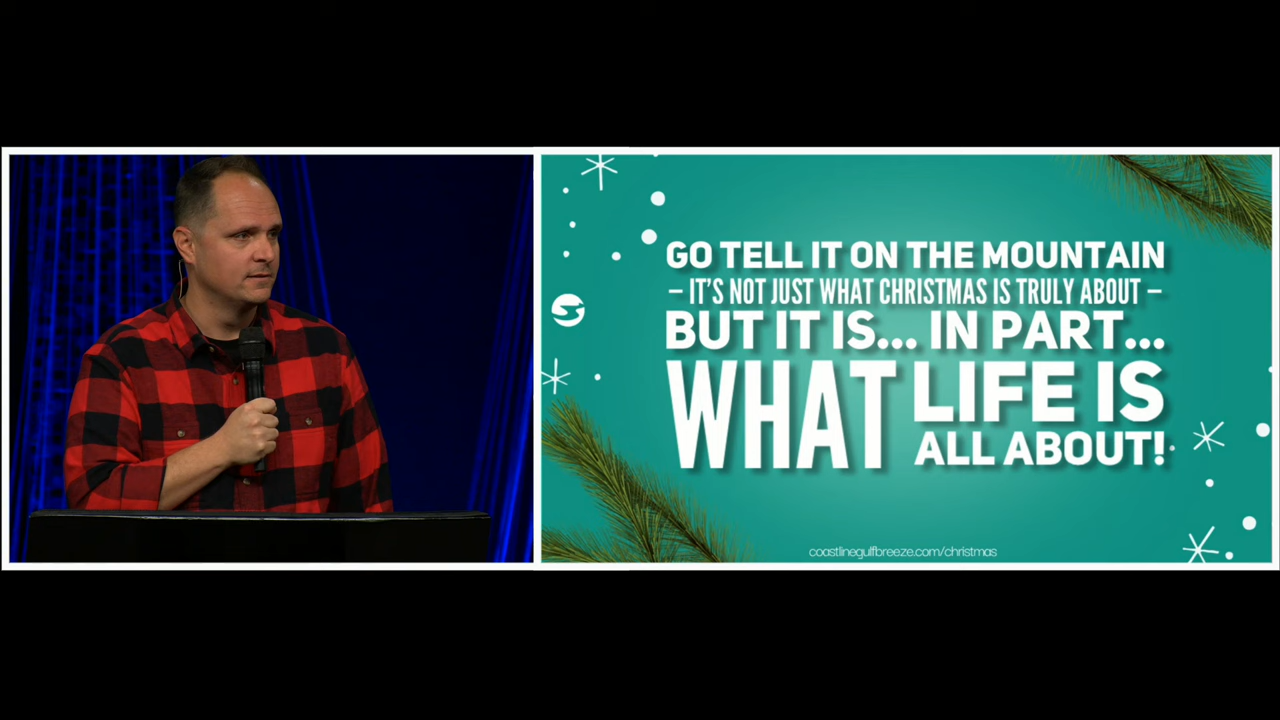 GO TELL IT ON THE MOUNTAIN
– IT'S NOT JUST WHAT CHRISTMAS IS TRULY ABOUT –
BUT IT IS... IN PART...
WHAT LIFE IS
ALL ABOUT!
coastlinegulfbreeze.com/christmas